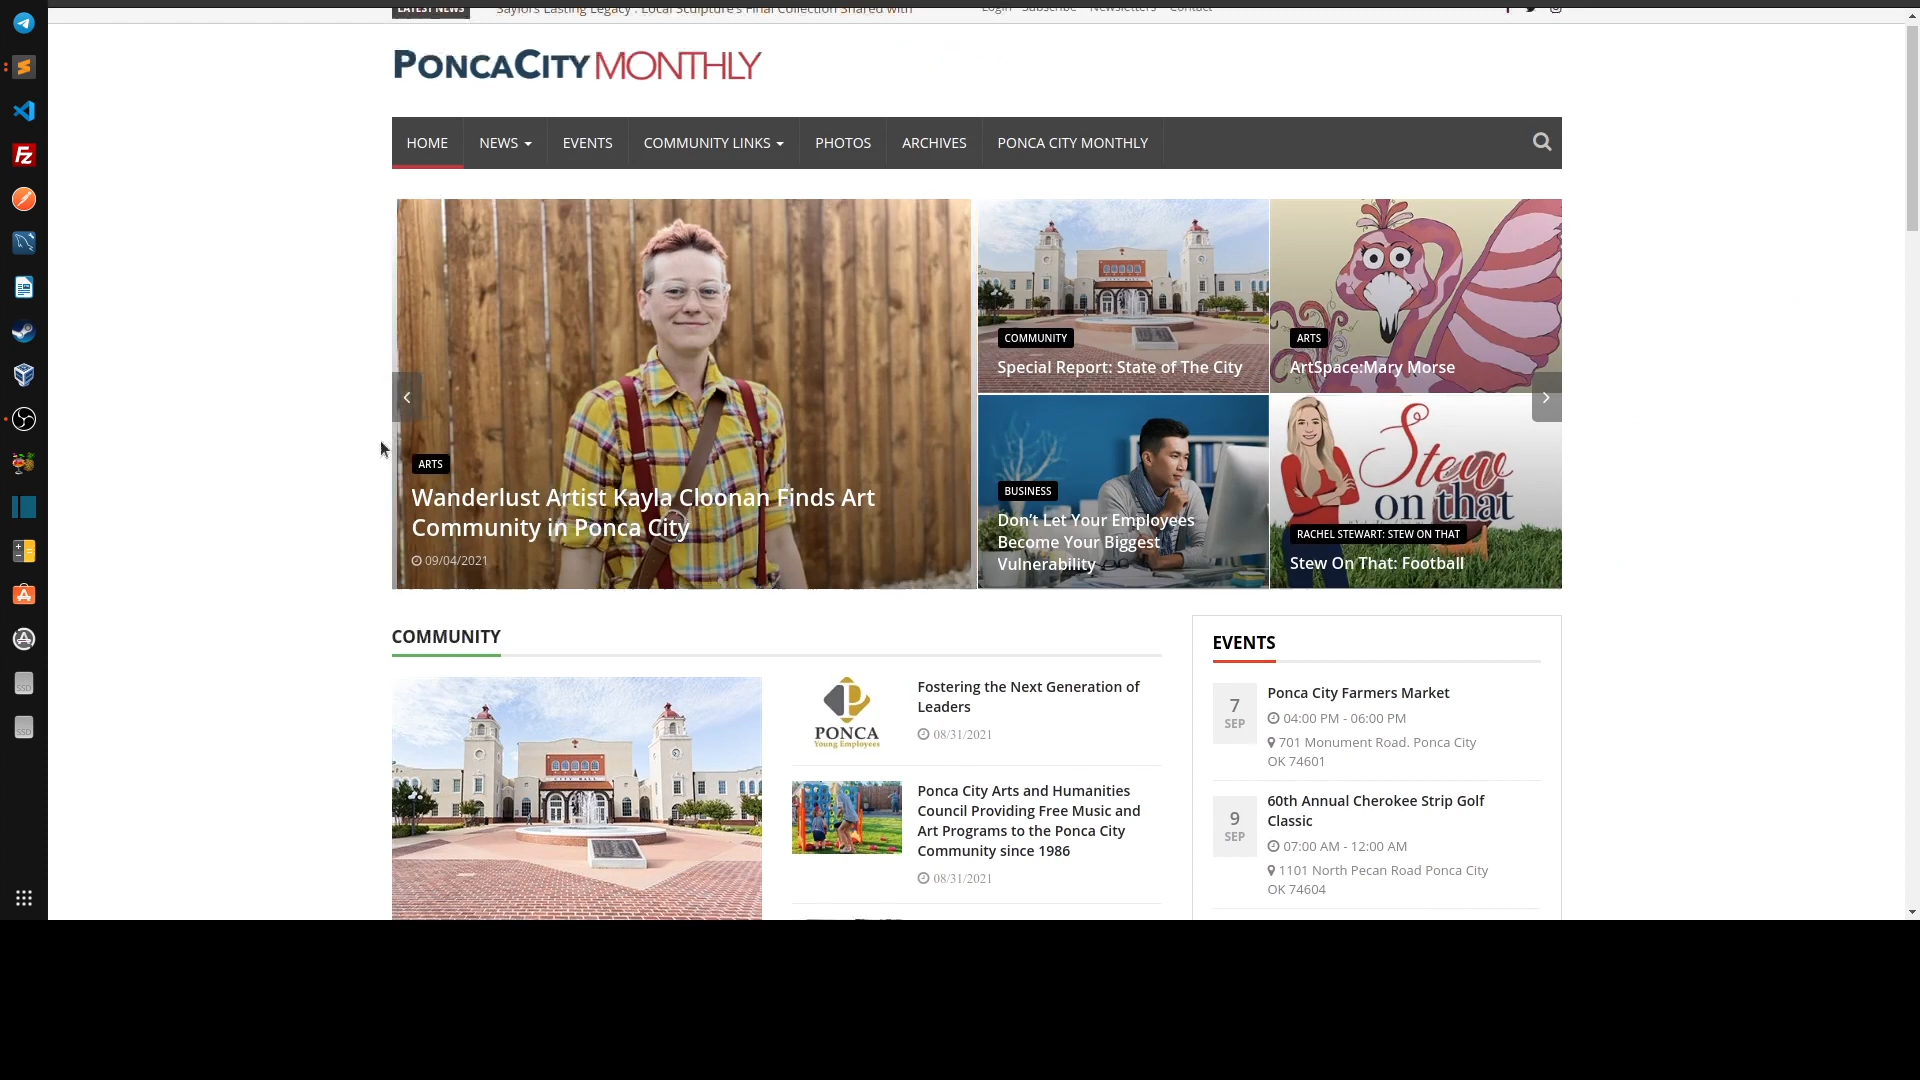 LATEST NEWS
Saylors Lasting Legacy : Local Sculpture's Final Collection Shared with
Login Subscribe Newsletters Contact
PONCACITY MONTHLY
HOME
NEWS
EVENTS
COMMUNITY LINKS
PHOTOS
ARCHIVES
PONCA CITY MONTHLY
ARTS
Wanderlust Artist Kayla Cloonan Finds Art
Community in Ponca City
09/04/2021
CITY HALL
COMMUNITY
Special Report: State of The City
ARTS
ArtSpace:Mary Morse
BUSINESS
Don’t Let Your Employees
Become Your Biggest
Vulnerability
Stew
on that
RACHEL STEWART: STEW ON THAT
Stew On That: Football
COMMUNITY
CITY HALL
PONCA
Young Employees
Fostering the Next Generation of
Leaders
08/31/2021
Ponca City Arts and Humanities
Council Providing Free Music and
Art Programs to the Ponca City
Community since 1986
08/31/2021
EVENTS
7
SEP
Ponca City Farmers Market
04:00 PM - 06:00 PM
701 Monument Road. Ponca City
OK 74601
9
SEP
60th Annual Cherokee Strip Golf
Classic
07:00 AM - 12:00 AM
1101 North Pecan Road Ponca City
OK 74604
Fz
SSD
SSD